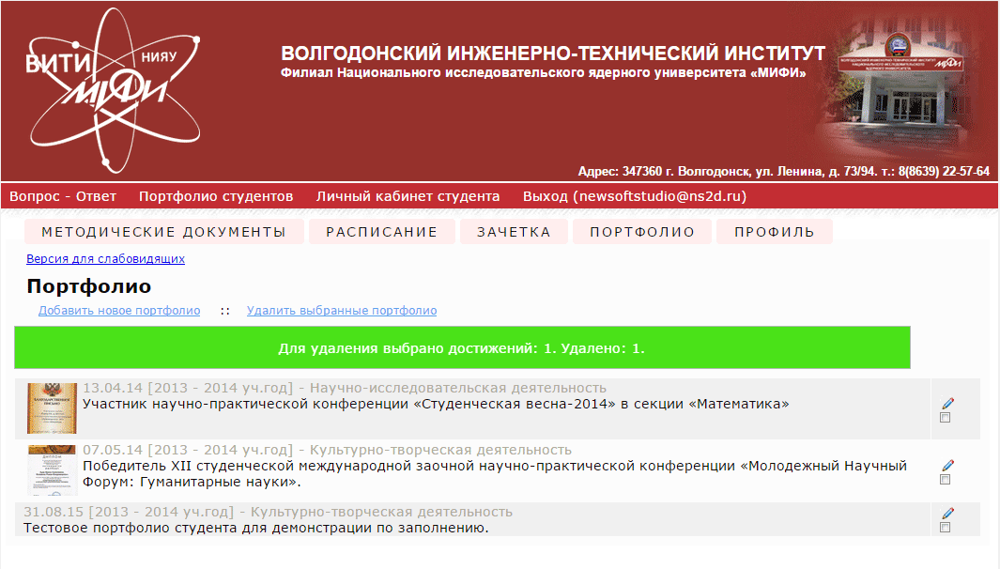 ВИТИ НИЯУ
МИФИ
ВОЛГОДОНСКИЙ ИНЖЕНЕРНО-ТЕХНИЧЕСКИЙ ИНСТИТУТ
Филиал Национального исследовательского ядерного университета «МИФИ»
ВОЛГОДОНСКИЙ ИНЖЕНЕРНО-ТЕХНИЧЕСКИЙ ИНСТИТУТ
МИФИ
Адрес: 347360 г. Волгодонск, ул. Ленина, д. 73/94. т.: 8(8639) 22-57-64
Вопрос - Ответ Портфолио студентов Личный кабинет студента Выход (newsoftstudio@ns2d.ru)
МЕТОДИЧЕСКИЕ ДОКУМЕНТЫ РАСПИСАНИЕ ЗАЧЕТКА ПОРТФОЛИО ПРОФИЛЬ
Версия для слабовидящих
Портфолио
Добавить новое портфолио :: Удалить выбранные портфолио
Для удаления выбрано достижений: 1. Удалено: 1.
13.04.14 [2013 - 2014 уч.год] - Научно-исследовательская деятельность
Участник научно-практической конференции «Студенческая весна-2014» в секции «Математика»
07.05.14 [2013 - 2014 уч.год] - Культурно-творческая деятельность
Победитель XII студенческой международной заочной научно-практической конференции «Молодежный Научный
Форум: Гуманитарные науки».
31.08.15 [2013 - 2014 уч.год] - Культурно-творческая деятельность
Тестовое портфолио студента для демонстрации по заполнению.